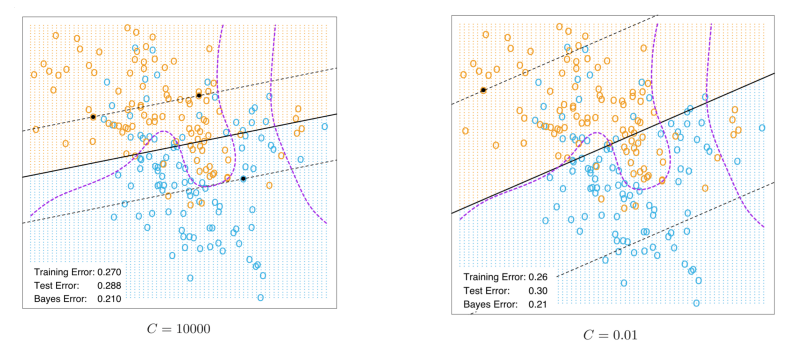 Training Error: 0.270
Test Error: 0.288
Bayes Error: 0.210
C = 10000
Training Error: 0.26
Test Error: 0.30
Bayes Error: 0.21
C = 0.01